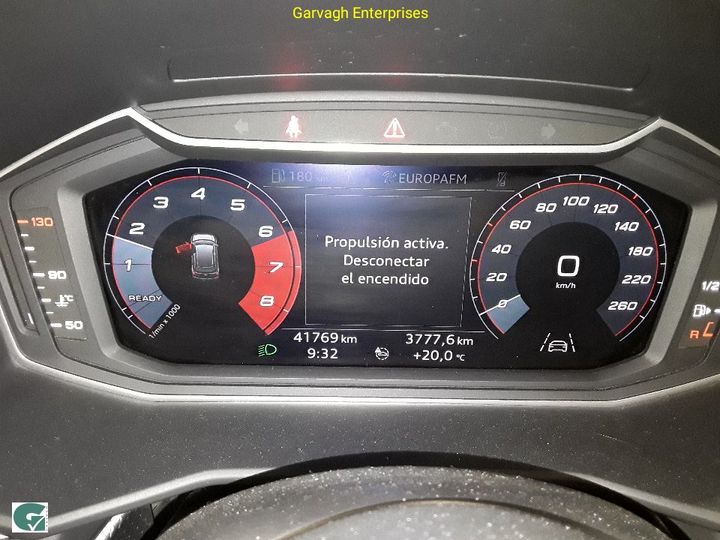 Garvagh Enterprises
180
EUROPAFM
Propulsión activa.
Desconectar
el encendido
1 2 3 4 5 6 7 8
READY
1/min x 1000
0 20 40 60 80 100 120 140 180 220 260
0
km/h
130
90
°C
50
1/2
R
41769 km
3777,6 km
9:32
+20,0 °C